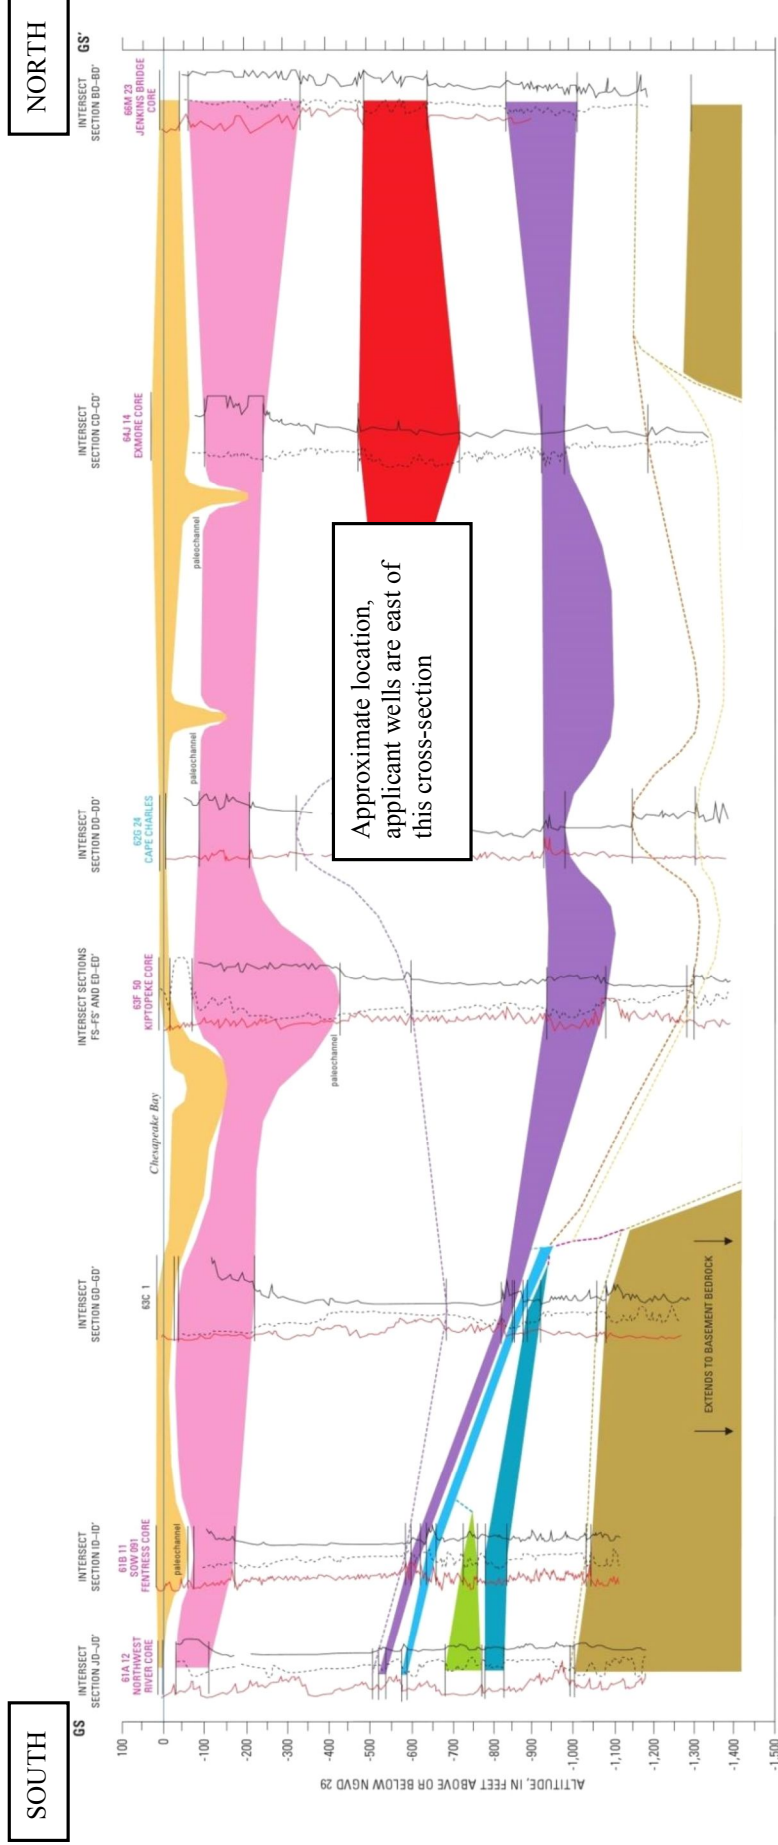 SOUTH
NORTH
GS
GS'
INTERSECT
SECTION JD–JD'
61A 12
NORTHWEST
RIVER CORE
INTERSECT
SECTION ID–ID'
61B 11
SOW 091
FENTRESS CORE
INTERSECT
SECTION GD–GD'
63C 1
INTERSECT SECTIONS
FS–FS' AND ED–ED'
63F 50
KIPTOPEKE CORE
INTERSECT
SECTION DD–DD'
62G 24
CAPE CHARLES
INTERSECT
SECTION CD–CD'
64J 14
EXMORE CORE
INTERSECT
SECTION BD–BD'
66M 23
JENKINS BRIDGE
CORE
Chesapeake Bay
paleochannel
paleochannel
paleochannel
paleochannel
Approximate location,
applicant wells are east of
this cross-section
EXTENDS TO BASEMENT BEDROCK
ALTITUDE, IN FEET ABOVE OR BELOW NGVD 29
100
0
-100
-200
-300
-400
-500
-600
-700
-800
-900
-1,000
-1,100
-1,200
-1,300
-1,400
-1,500